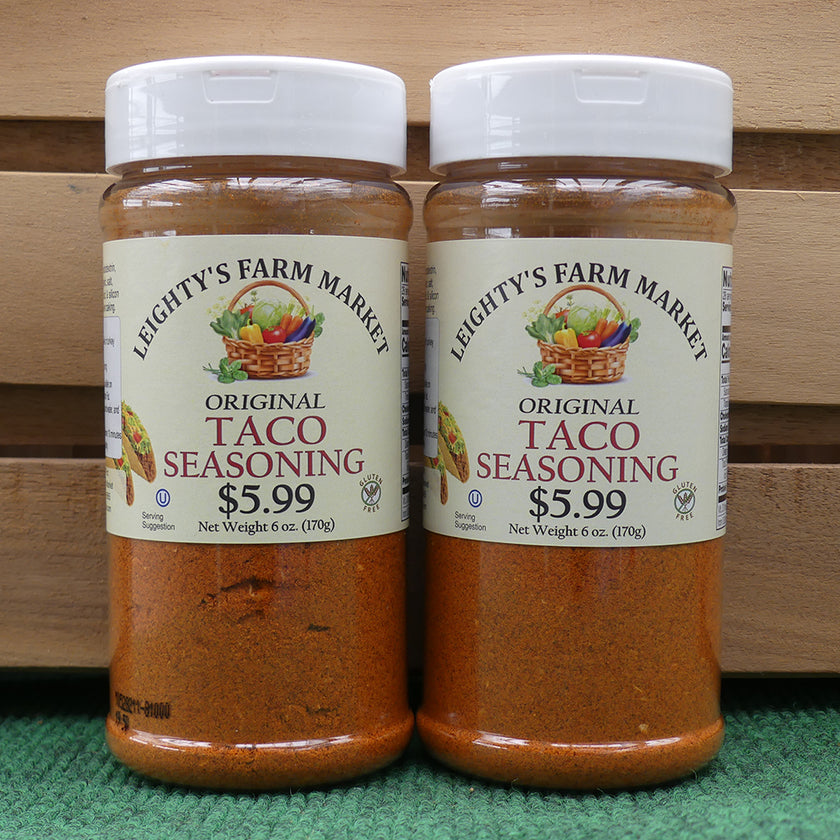 LEIGHTY'S FARM MARKET
ORIGINAL
TACO
SEASONING
$5.99
Net Weight 6 oz. (170g)
U
Serving
Suggestion
GLUTEN
FREE
LEIGHTY'S FARM MARKET
ORIGINAL
TACO
SEASONING
$5.99
Net Weight 6 oz. (170g)
U
Serving
Suggestion
GLUTEN
FREE